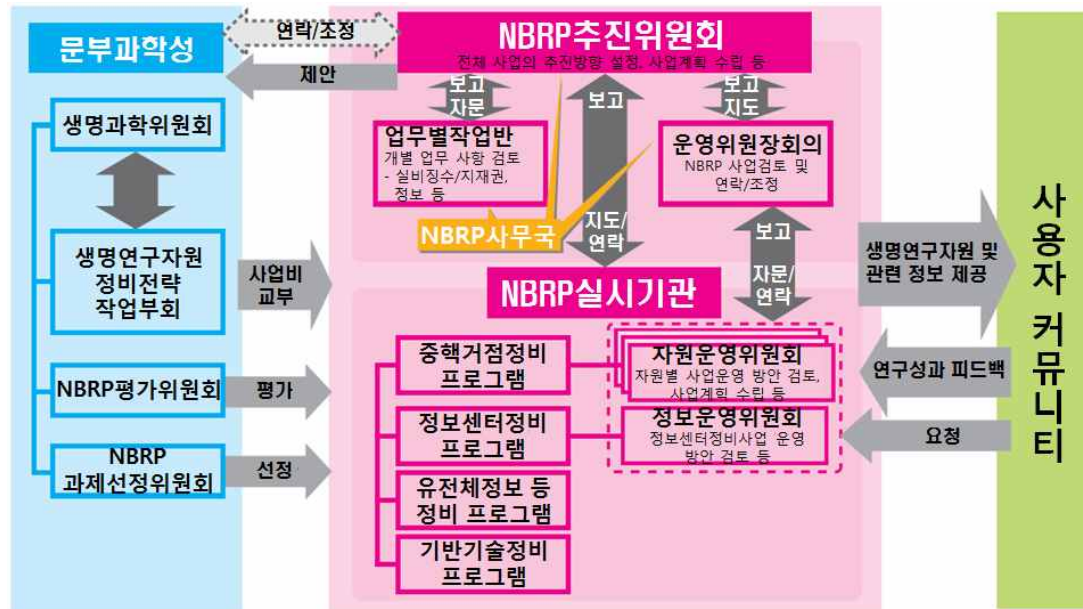 문부과학성
연락/조정
제안
NBRP추진위원회
전체 사업의 추진방향 설정, 사업계획 수립 등
보고
자문
보고
보고
지도
생명과학위원회
업무별작업반
개별 업무 사항 검토
- 실비징수/지재권,
정보 등
운영위원장회의
NBRP 사업검토 및
연락/조정
NBRP사무국
지도/
연락
보고
자문/
연락
생명연구자원
정비전략
작업부회
사업비
교부
NBRP실시기관
생명연구자원 및
관련 정보 제공
사용자 커뮤니티
중핵거점정비
프로그램
자원운영위원회
자원별 사업운영 방안 검토,
사업계획 수립 등
연구성과 피드백
NBRP평가위원회
평가
정보센터정비
프로그램
정보운영위원회
정보센터정비사업 운영
방안 검토 등
요청
NBRP
과제선정위원회
선정
유전체정보 등
정비 프로그램
기반기술정비
프로그램